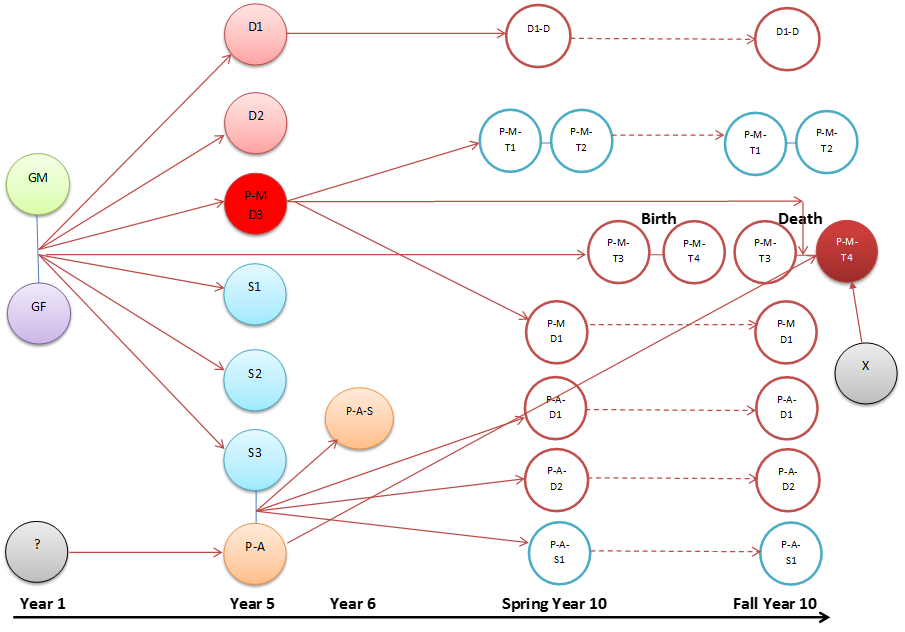 D1
D1-D
D1-D
D2
P-M-
T1
P-M-
T2
P-M-
T1
P-M-
T2
GM
P-M
D3
Birth
Death
P-M-
T3
P-M-
T4
P-M-
T3
P-M-
T4
S1
GF
P-M
D1
P-M
D1
S2
X
P-A-S
P-A-
D1
P-A-
D1
S3
P-A-
D2
P-A-
D2
?
P-A
P-A-
S1
P-A-
S1
Year 1
Year 5
Year 6
Spring Year 10
Fall Year 10